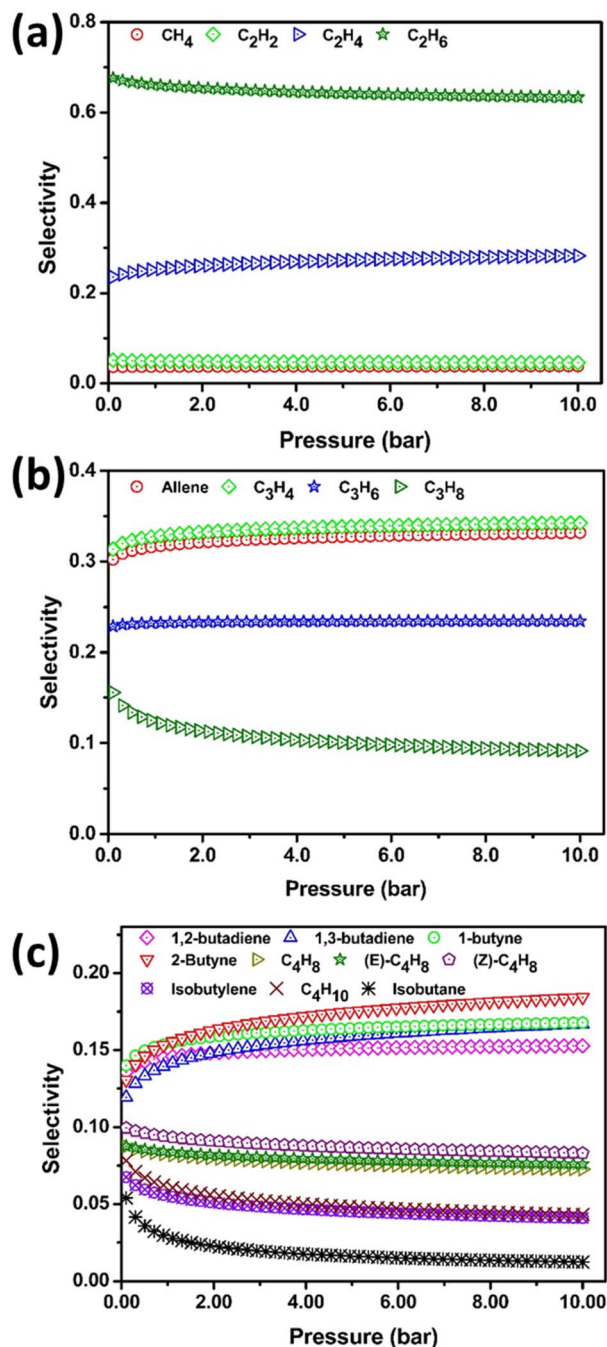 (a)
CH4 C2H2 C2H4 C2H6
0.8
0.6
0.4
0.2
0.0
Selectivity
0.0 2.0 4.0 6.0 8.0 10.0
Pressure (bar)
(b)
Allene C3H4 C3H6 C3H8
0.4
0.3
0.2
0.1
0.0
Selectivity
0.0 2.0 4.0 6.0 8.0 10.0
Pressure (bar)
(c)
1,2-butadiene 1,3-butadiene 1-butyne
2-Butyne C4H8 (E)-C4H8 (Z)-C4H8
Isobutylene C4H10 Isobutane
0.20
0.15
0.10
0.05
0.00
Selectivity
0.00 2.00 4.00 6.00 8.00 10.00
Pressure (bar)